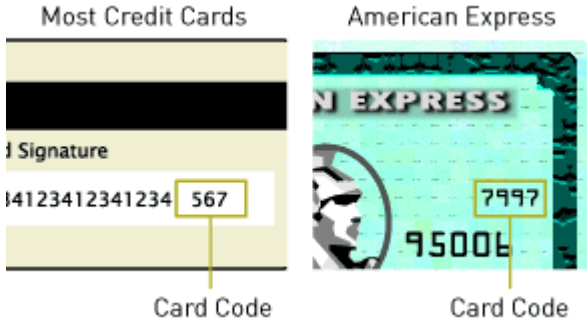 Most Credit Cards
American Express
N EXPRESS
d Signature
34123412341234 567
7997
95006
Card Code
Card Code